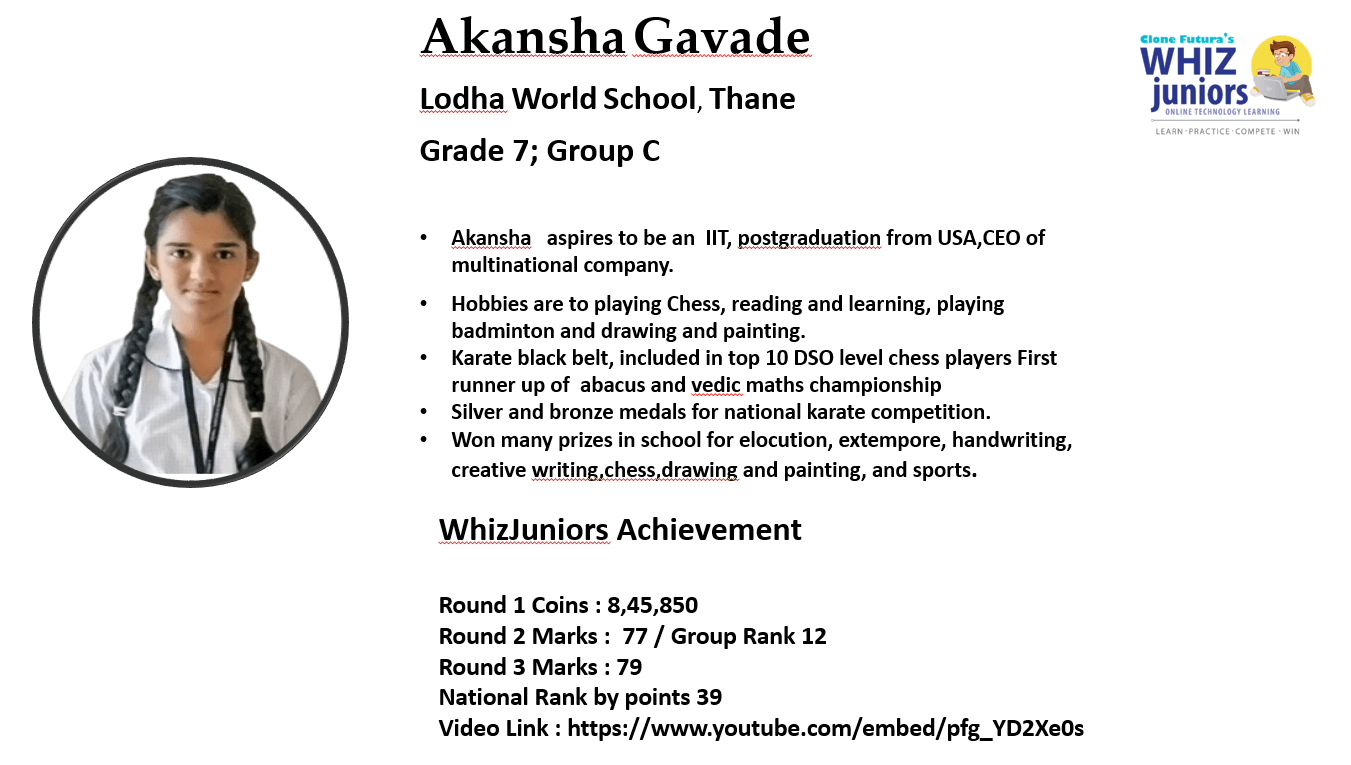 Akansha Gavade
Clone Futura's
WHIZ
juniors
ONLINE TECHNOLOGY LEARNING
LEARN · PRACTICE · COMPETE · WIN
Lodha World School, Thane
Grade 7; Group C
• Akansha aspires to be an IIT, postgraduation from USA,CEO of
multinational company.
• Hobbies are to playing Chess, reading and learning, playing
badminton and drawing and painting.
• Karate black belt, included in top 10 DSO level chess players First
runner up of abacus and vedic maths championship
• Silver and bronze medals for national karate competition.
• Won many prizes in school for elocution, extempore, handwriting,
creative writing,chess,drawing and painting, and sports.
WhizJuniors Achievement
Round 1 Coins : 8,45,850
Round 2 Marks : 77 / Group Rank 12
Round 3 Marks : 79
National Rank by points 39
Video Link : https://www.youtube.com/embed/pfg_YD2Xe0s